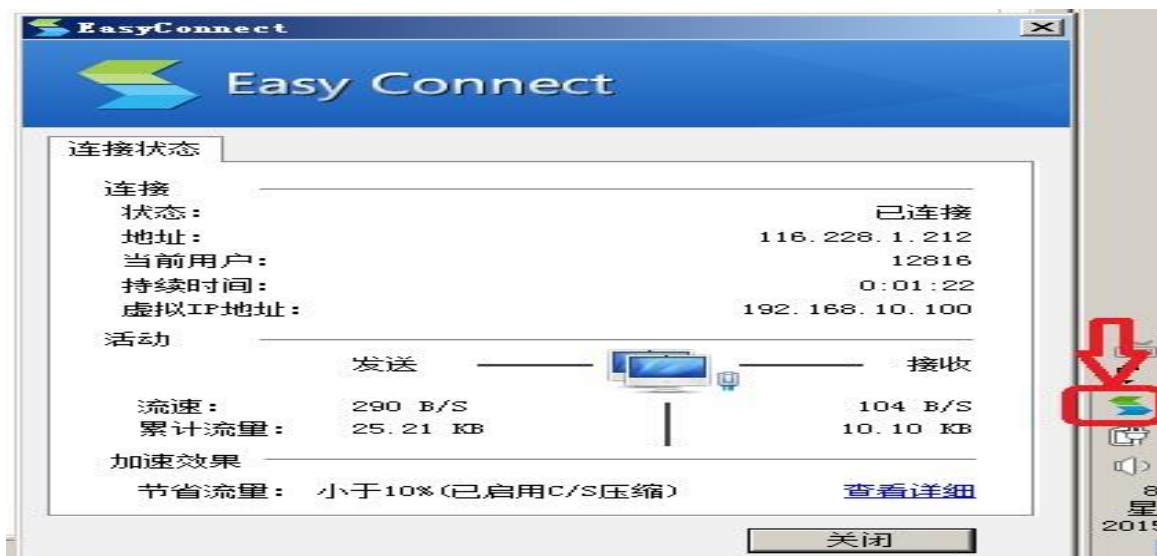 EasyConnect
Easy Connect
连接状态
连接
状态： 已连接
地址： 116.228.1.212
当前用户： 12816
持续时间： 0:01:22
虚拟IP地址： 192.168.10.100
活动
发送 接收
流速： 290 B/S 104 B/S
累计流量： 25.21 KB 10.10 KB
加速效果
节省流量： 小于10%(已启用C/S压缩) 查看详细
关闭
8
星
2015